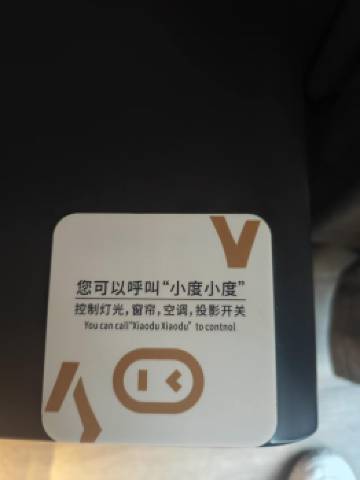 您可以呼叫“小度小度”
控制灯光，窗帘，空调，投影开关
You can call"Xiaodu Xiaodu" to control